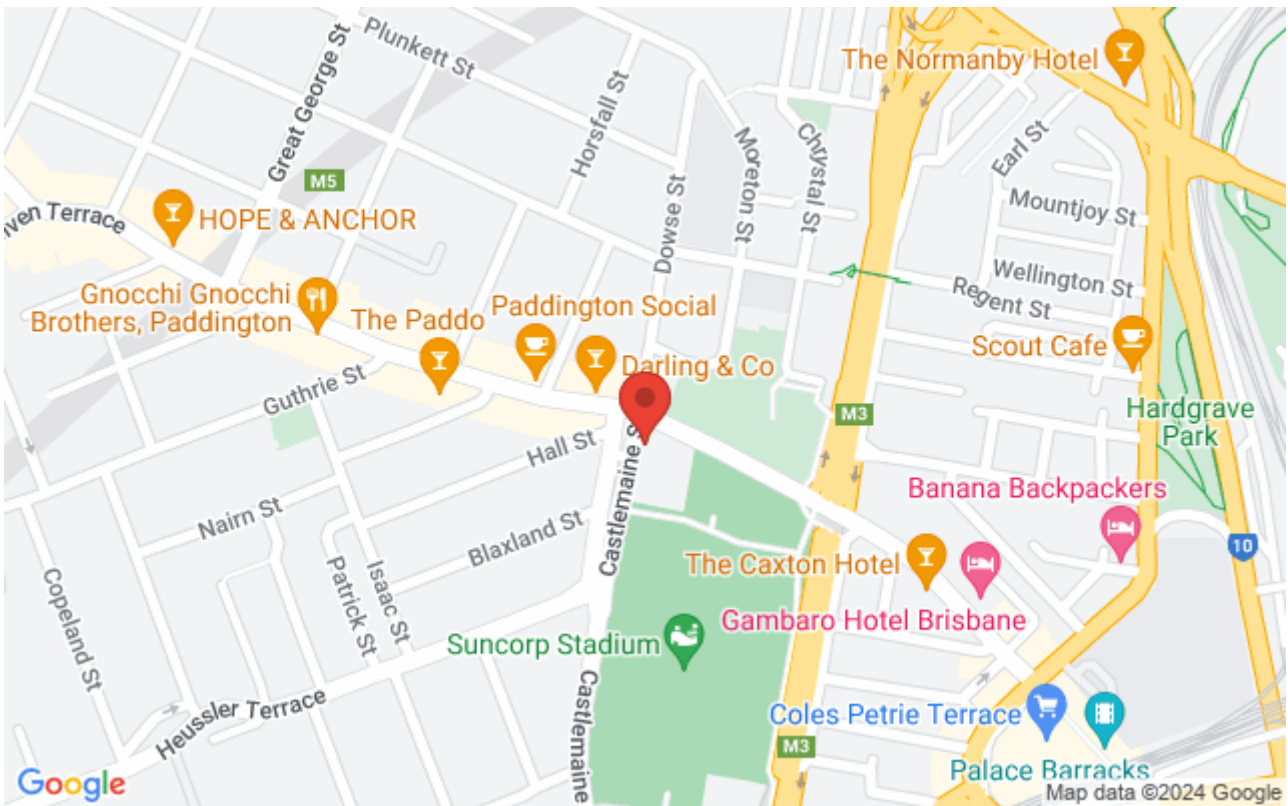 Plunkett St
Great George St
Horsfall St
The Normanby Hotel
Earl St
Moreton St
Chrystal St
M5
Dowse St
Mountjoy St
HOPE & ANCHOR
iven Terrace
Wellington St
Regent St
Gnocchi Gnocchi
Brothers, Paddington
The Paddo
Paddington Social
Darling & Co
Scout Cafe
Guthrie St
M3
Hardgrave
Park
Hall St
Castlemaine S
Banana Backpackers
Nairn St
Blaxland St
10
The Caxton Hotel
Copeland St
Patrick St
Isaac St
Gambaro Hotel Brisbane
Suncorp Stadium
Heussler Terrace
Castlemaine
Coles Petrie Terrace
M3
Palace Barracks
Google
Map data ©2024 Google